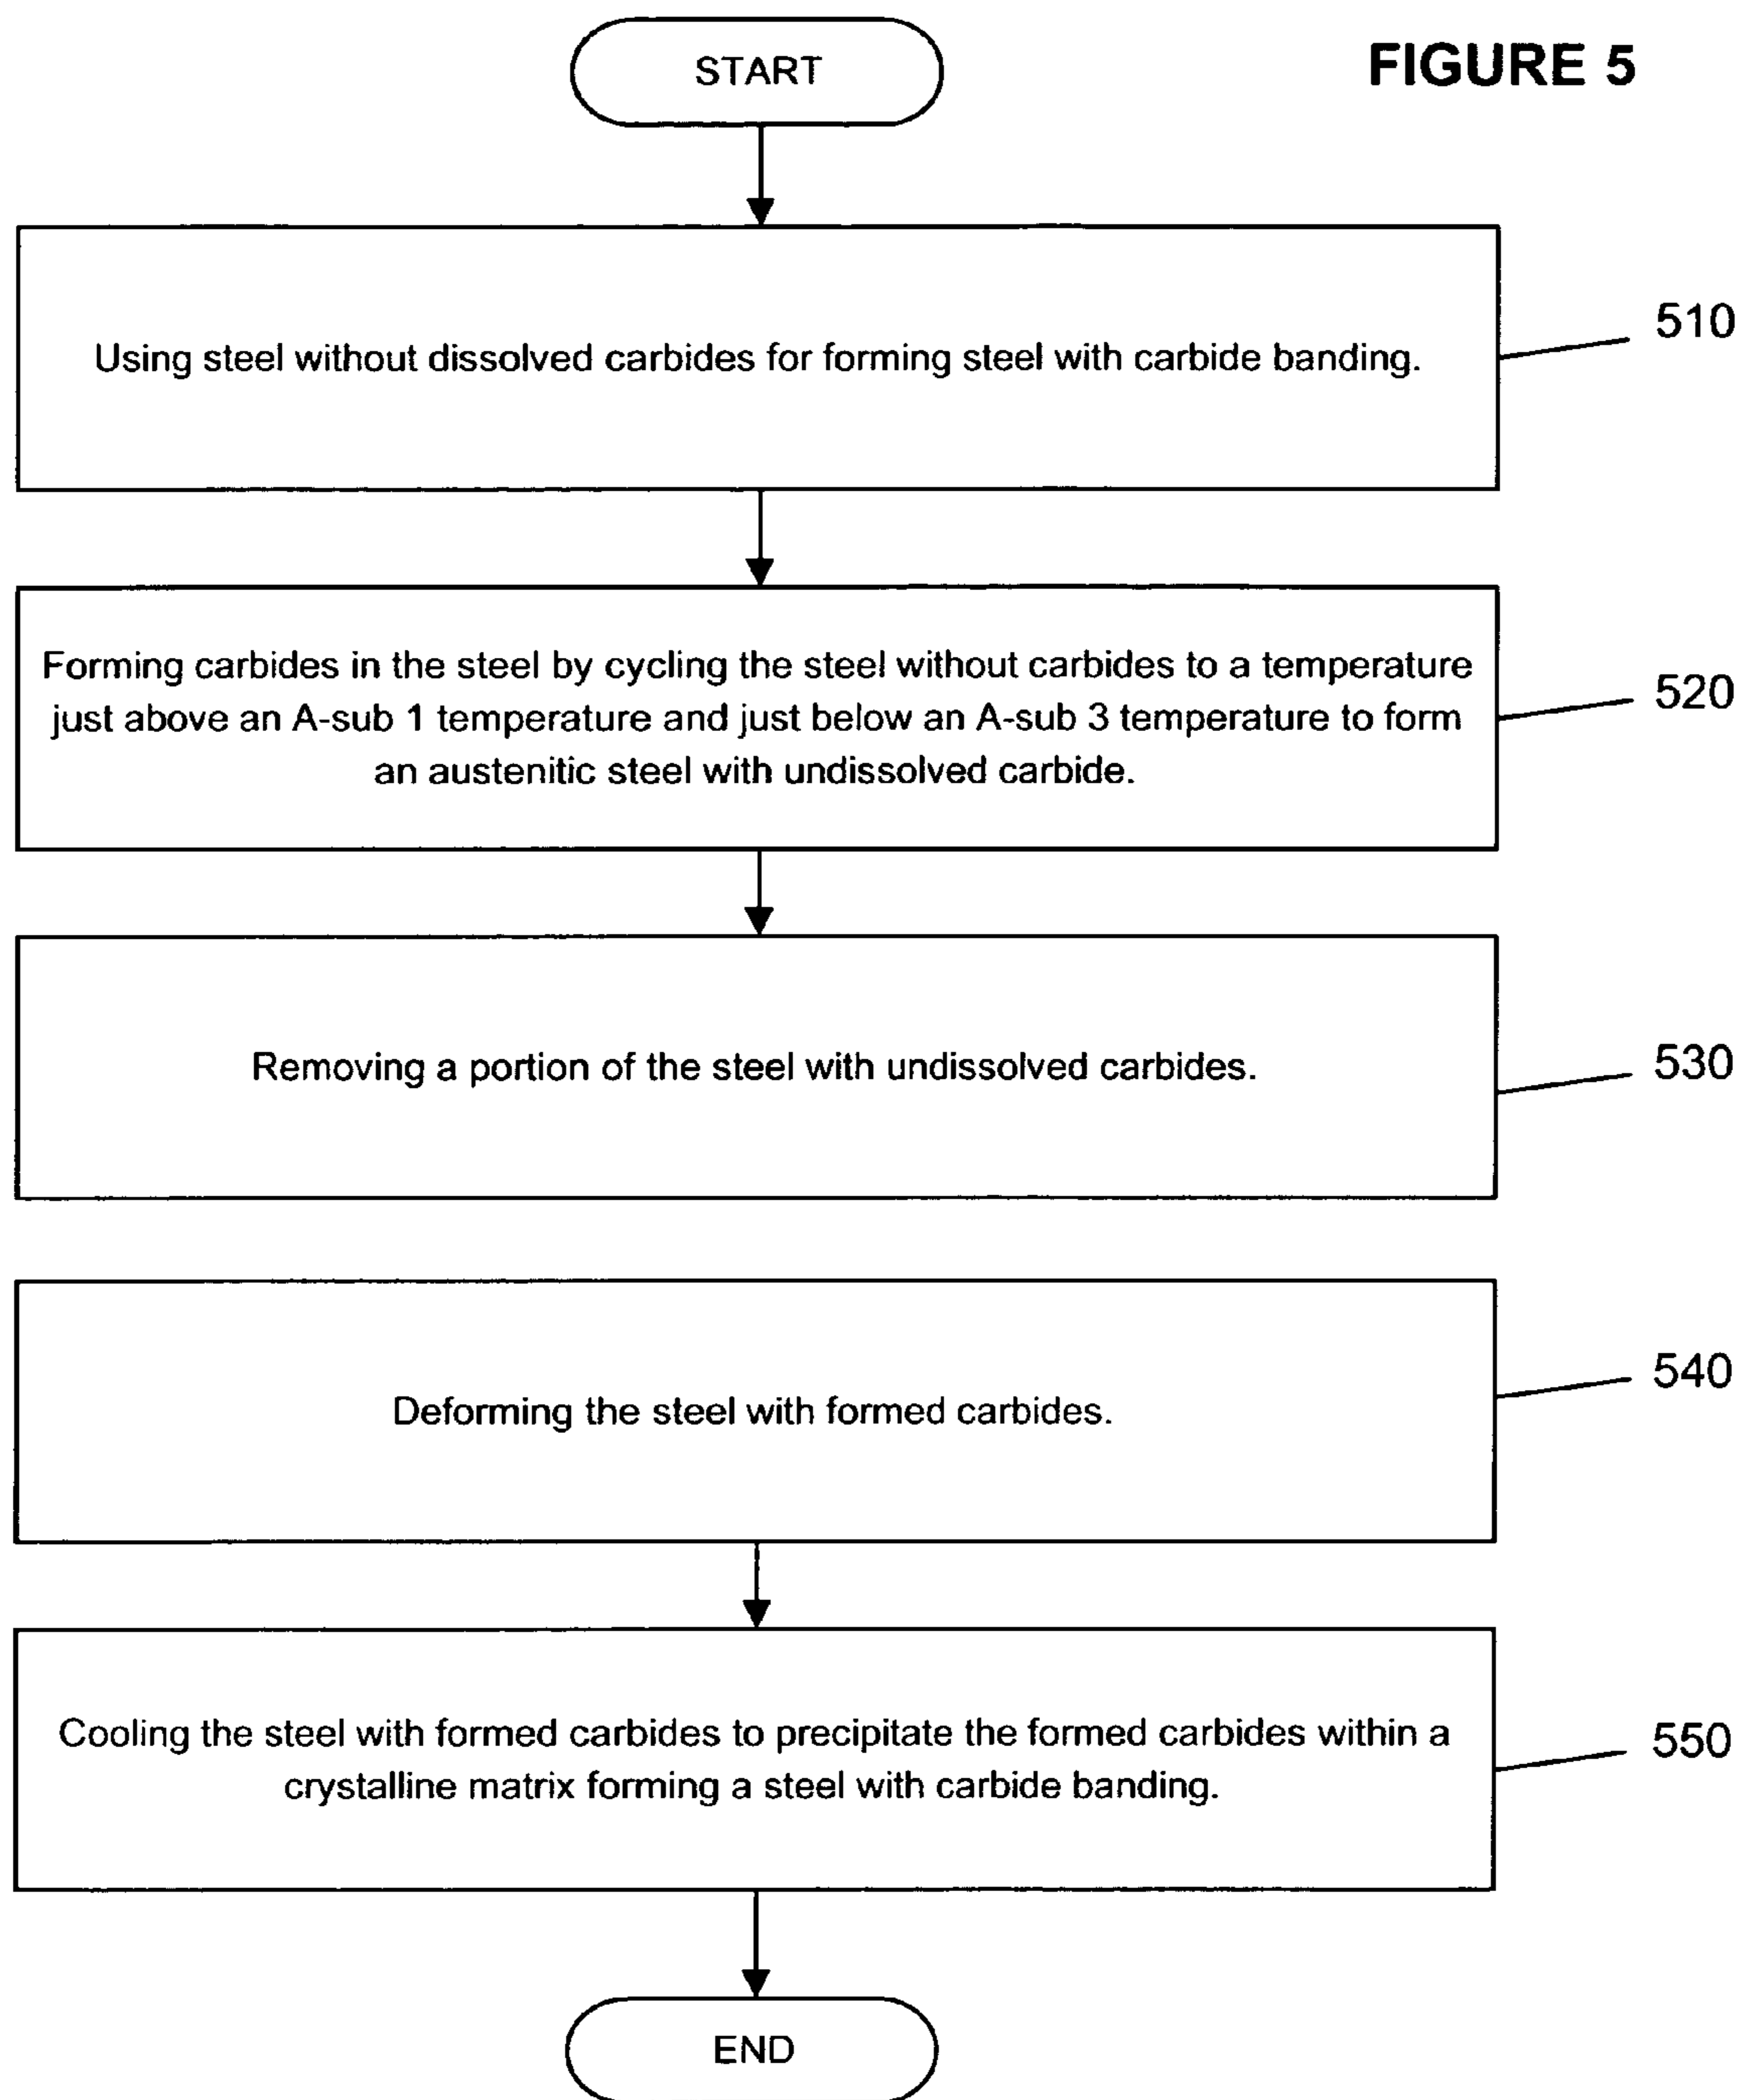 START
FIGURE 5
Using steel without dissolved carbides for forming steel with carbide banding.
510
Forming carbides in the steel by cycling the steel without carbides to a temperature
just above an A-sub 1 temperature and just below an A-sub 3 temperature to form
an austenitic steel with undissolved carbide.
520
Removing a portion of the steel with undissolved carbides.
530
Deforming the steel with formed carbides.
540
Cooling the steel with formed carbides to precipitate the formed carbides within a
crystalline matrix forming a steel with carbide banding.
550
END